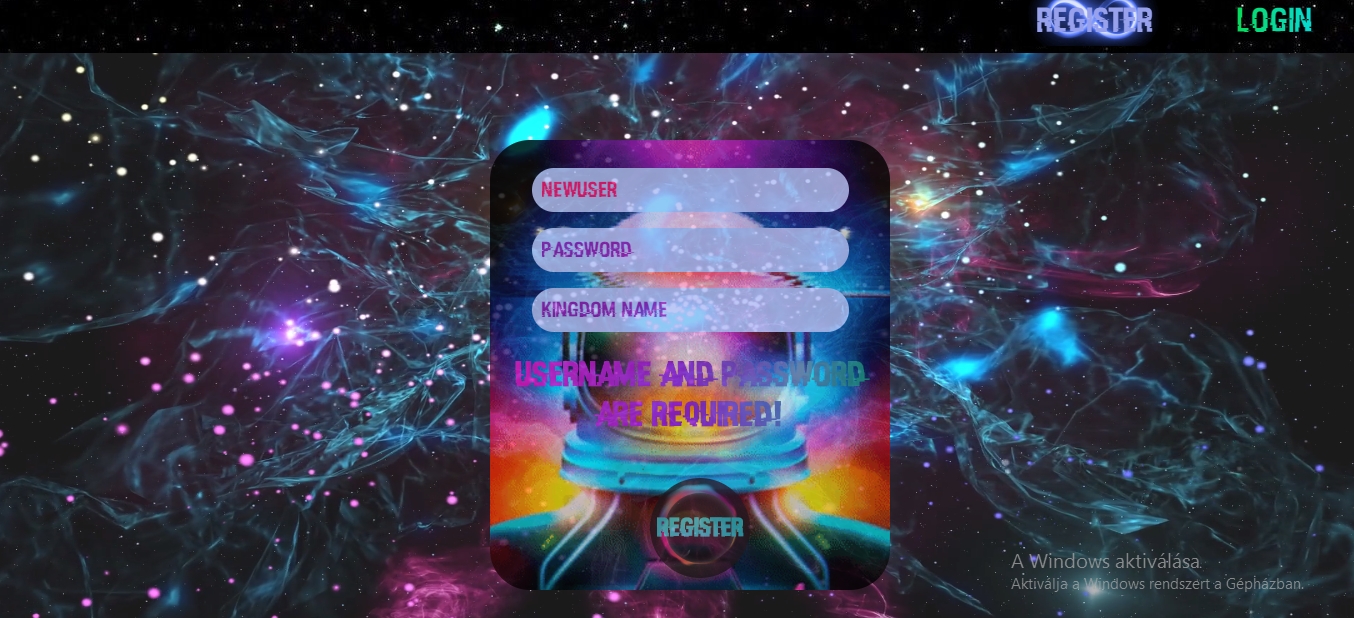 REGISTER
LOGIN
NEWUSER
PASSWORD
KINGDOM NAME
USERNAME AND PASSWORD
ARE REQUIRED!
REGISTER
A Windows aktiválása
Aktiválja a Windows rendszert a Gépházban.